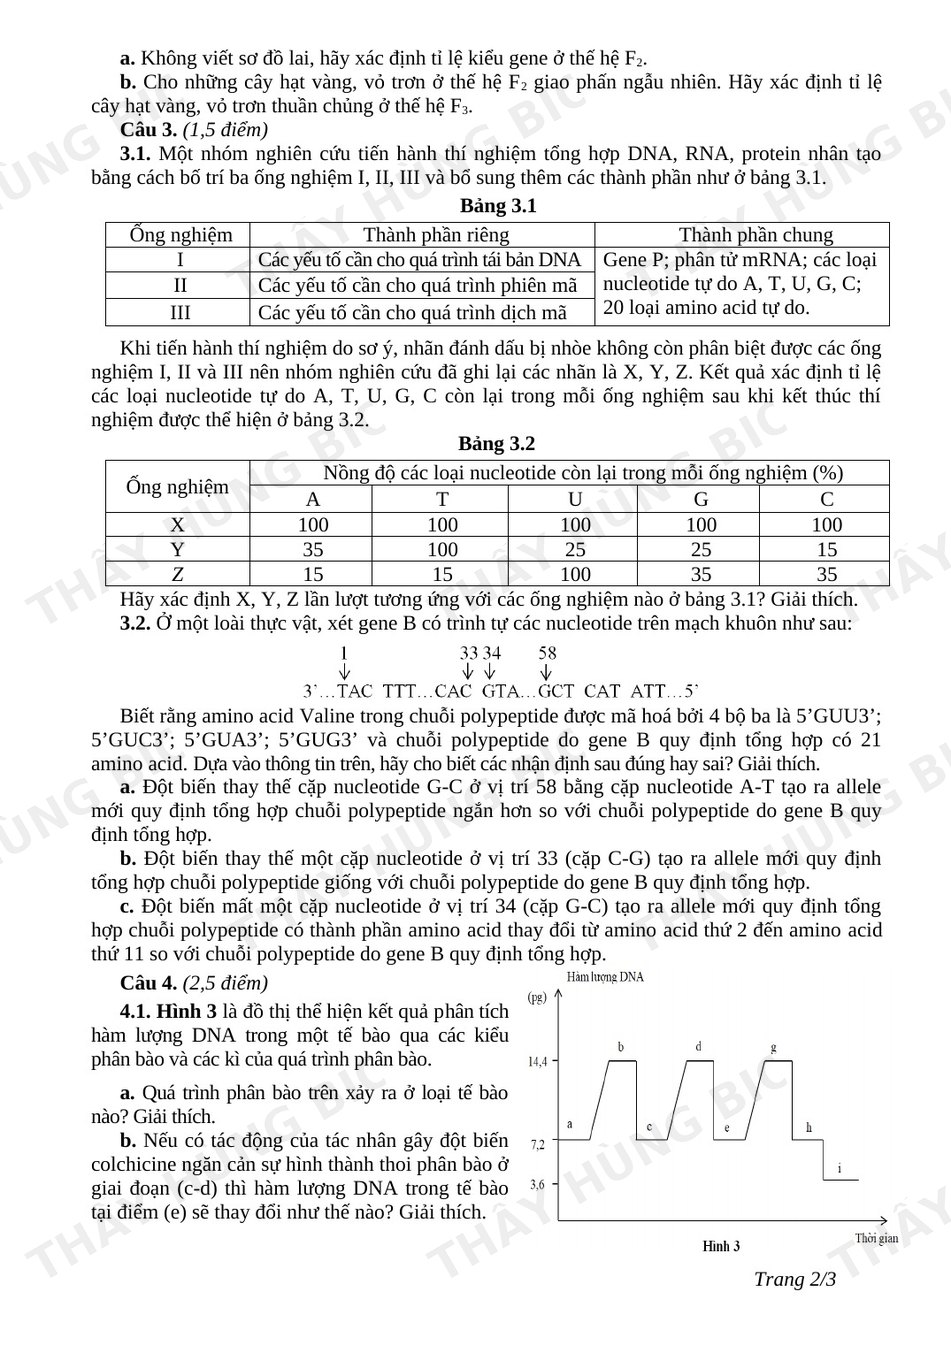 a. Không viết sơ đồ lai, hãy xác định tỉ lệ kiểu gene ở thế hệ F₂.
b. Cho những cây hạt vàng, vỏ trơn ở thế hệ F₂ giao phấn ngẫu nhiên. Hãy xác định tỉ lệ
cây hạt vàng, vỏ trơn thuần chủng ở thế hệ F₃.
Câu 3. (1,5 điểm)
3.1. Một nhóm nghiên cứu tiến hành thí nghiệm tổng hợp DNA, RNA, protein nhân tạo
bằng cách bố trí ba ống nghiệm I, II, III và bổ sung thêm các thành phần như ở bảng 3.1.
Bảng 3.1
Ống nghiệm Thành phần riêng Thành phần chung
I Các yếu tố cần cho quá trình tái bản DNA Gene P; phân tử mRNA; các loại
II Các yếu tố cần cho quá trình phiên mã nucleotide tự do A, T, U, G, C;
III Các yếu tố cần cho quá trình dịch mã 20 loại amino acid tự do.
Khi tiến hành thí nghiệm do sơ ý, nhãn đánh dấu bị nhòe không còn phân biệt được các ống
nghiệm I, II và III nên nhóm nghiên cứu đã ghi lại các nhãn là X, Y, Z. Kết quả xác định tỉ lệ
các loại nucleotide tự do A, T, U, G, C còn lại trong mỗi ống nghiệm sau khi kết thúc thí
nghiệm được thể hiện ở bảng 3.2.
Bảng 3.2
Ống nghiệm Nồng độ các loại nucleotide còn lại trong mỗi ống nghiệm (%)
A T U G C
X 100 100 100 100 100
Y 35 100 25 25 15
Z 15 15 100 35 35
Hãy xác định X, Y, Z lần lượt tương ứng với các ống nghiệm nào ở bảng 3.1? Giải thích.
3.2. Ở một loài thực vật, xét gene B có trình tự các nucleotide trên mạch khuôn như sau:
1 33 34 58
3’…TAC TTT…CAC GTA…GCT CAT ATT…5’
Biết rằng amino acid Valine trong chuỗi polypeptide được mã hoá bởi 4 bộ ba là 5’GUU3’;
5’GUC3’; 5’GUA3’; 5’GUG3’ và chuỗi polypeptide do gene B quy định tổng hợp có 21
amino acid. Dựa vào thông tin trên, hãy cho biết các nhận định sau đúng hay sai? Giải thích.
a. Đột biến thay thế cặp nucleotide G-C ở vị trí 58 bằng cặp nucleotide A-T tạo ra allele
mới quy định tổng hợp chuỗi polypeptide ngắn hơn so với chuỗi polypeptide do gene B quy
định tổng hợp.
b. Đột biến thay thế một cặp nucleotide ở vị trí 33 (cặp C-G) tạo ra allele mới quy định
tổng hợp chuỗi polypeptide giống với chuỗi polypeptide do gene B quy định tổng hợp.
c. Đột biến mất một cặp nucleotide ở vị trí 34 (cặp G-C) tạo ra allele mới quy định tổng
hợp chuỗi polypeptide có thành phần amino acid thay đổi từ amino acid thứ 2 đến amino acid
thứ 11 so với chuỗi polypeptide do gene B quy định tổng hợp.
Câu 4. (2,5 điểm)
4.1. Hình 3 là đồ thị thể hiện kết quả phân tích
hàm lượng DNA trong một tế bào qua các kiểu
phân bào và các kì của quá trình phân bào.
a. Quá trình phân bào trên xảy ra ở loại tế bào
nào? Giải thích.
b. Nếu có tác động của tác nhân gây đột biến
colchicine ngăn cản sự hình thành thoi phân bào ở
giai đoạn (c-d) thì hàm lượng DNA trong tế bào
tại điểm (e) sẽ thay đổi như thế nào? Giải thích.
Hàm lượng DNA
(pg)
b d g
14,4
a c e h
7,2
i
3,6
Thời gian
Hình 3
Trang 2/3
THẦY HÙNG BIC